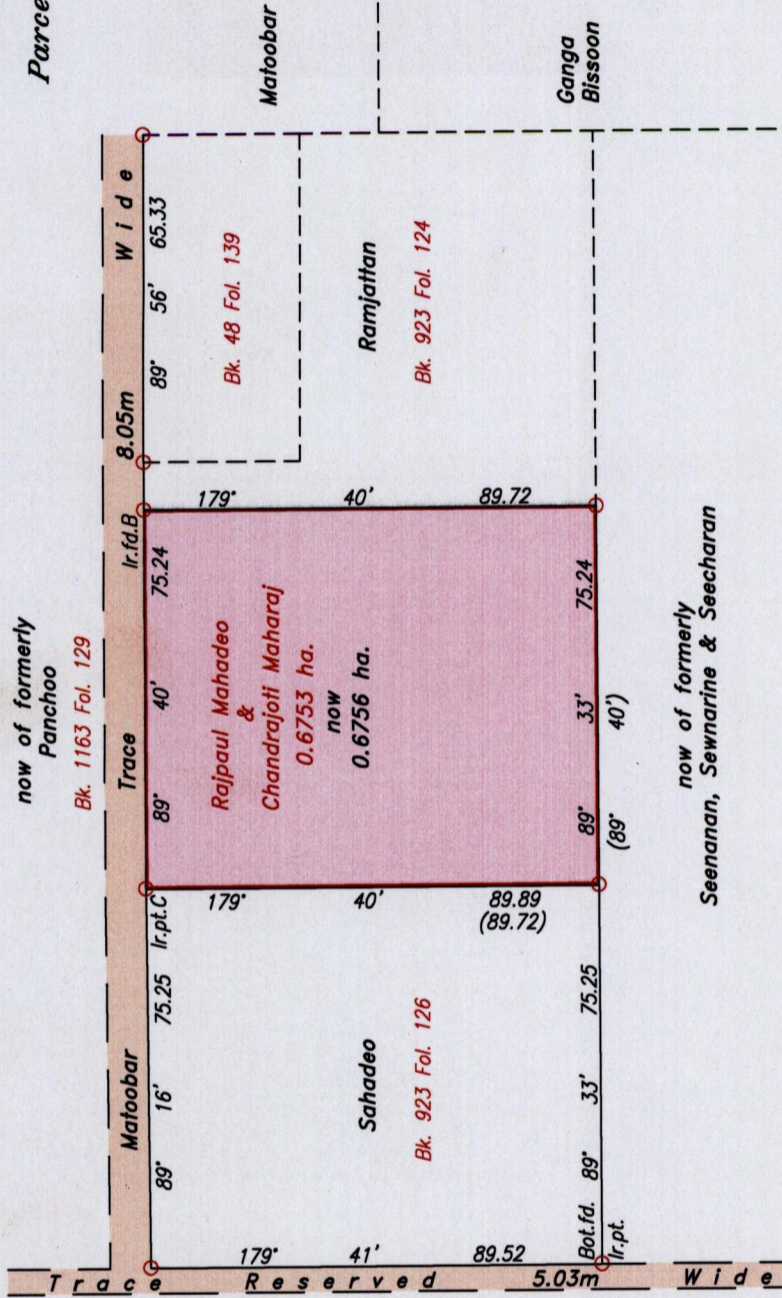 Parce
now of formerly
Panchoo
Bk. 1163 Fol. 129
Matoobar Trace 8.05m Wide
Ir.pt.C
Ir.fd.B
89° 16' 75.25
89° 40' 75.24
89° 56' 65.33
Matoobar
Bk. 48 Fol. 139
Ramjattan
Bk. 923 Fol. 124
Ganga
Bissoon
179° 40' 89.72
Rajpaul Mahadeo
&
Chandrajoti Maharaj
0.6753 ha.
now
0.6756 ha.
179° 40' 89.89
(89.72)
Sahadeo
Bk. 923 Fol. 126
179° 41' 89.52
Trace Reserved 5.03m Wide
Bot.fd.
Ir.pt.
89° 33' 75.25
89° 33' 75.24
(89° 40')
now of formerly
Seenanan, Sewnarine & Seecharan